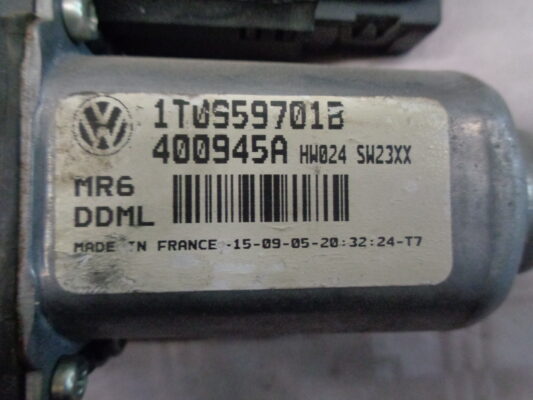 1T0959701B
400945A HW024 SW23XX
MR6
DDML
MADE IN FRANCE -15-09-05-20:32:24-T7